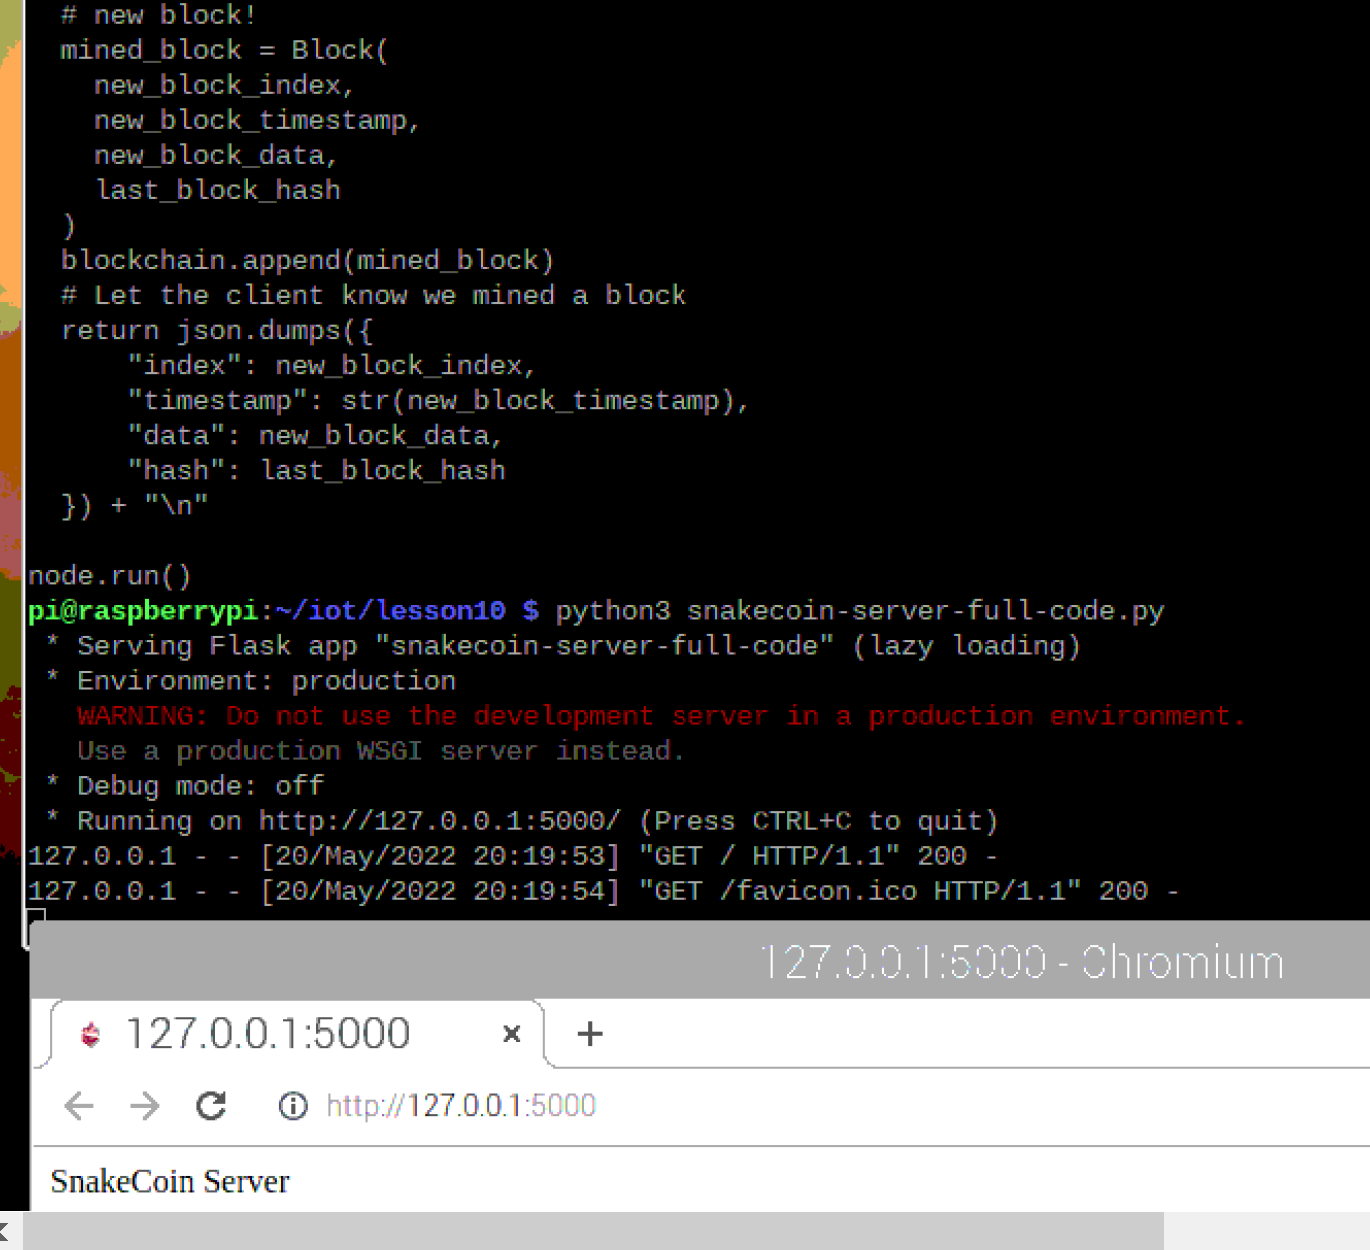 # new block!
mined_block = Block(
new_block_index,
new_block_timestamp,
new_block_data,
last_block_hash
)
blockchain.append(mined_block)
# Let the client know we mined a block
return json.dumps({
"index": new_block_index,
"timestamp": str(new_block_timestamp),
"data": new_block_data,
"hash": last_block_hash
}) + "\n"
node.run()
pi@raspberrypi:~/iot/lesson10 $ python3 snakecoin-server-full-code.py
* Serving Flask app "snakecoin-server-full-code" (lazy loading)
* Environment: production
WARNING: Do not use the development server in a production environment.
Use a production WSGI server instead.
* Debug mode: off
* Running on http://127.0.0.1:5000/ (Press CTRL+C to quit)
127.0.0.1 - - [20/May/2022 20:19:53] "GET / HTTP/1.1" 200 -
127.0.0.1 - - [20/May/2022 20:19:54] "GET /favicon.ico HTTP/1.1" 200 -
127.0.0.1:5000 - Chromium
127.0.0.1:5000
http://127.0.0.1:5000
SnakeCoin Server